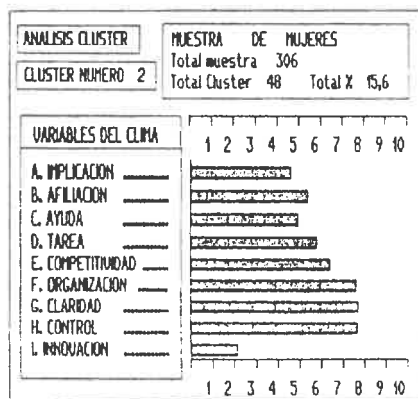 ANALISIS CLUSTER
CLUSTER NUMERO 2
MUESTRA DE MUJERES
Total muestra 306
Total Cluster 48 Total % 15,6
VARIABLES DEL CLIMA
1 2 3 4 5 6 7 8 9 10
A. IMPLICACION
B. AFILIACION
C. AYUDA
D. TAREA
E. COMPETITIVIDAD
F. ORGANIZACION
G. CLARIDAD
H. CONTROL
I. INNOVACION
1 2 3 4 5 6 7 8 9 10